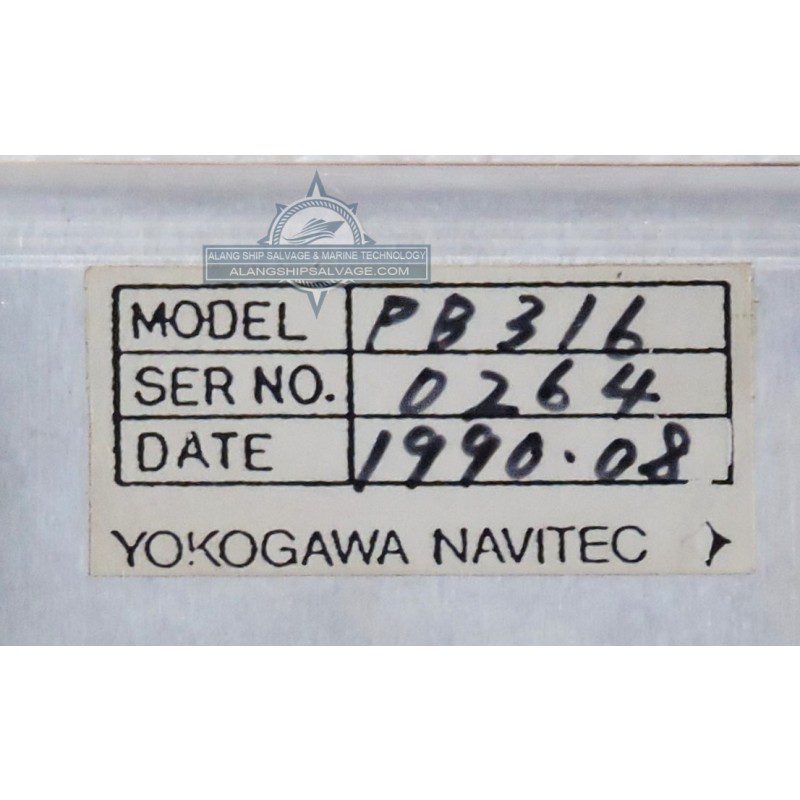 ALANG SHIP SALVAGE & MARINE TECHNOLOGY
ALANGSHIPSALVAGE.COM
MODEL PB316
SER NO. 0264
DATE 1990.08
YOKOGAWA NAVITEC